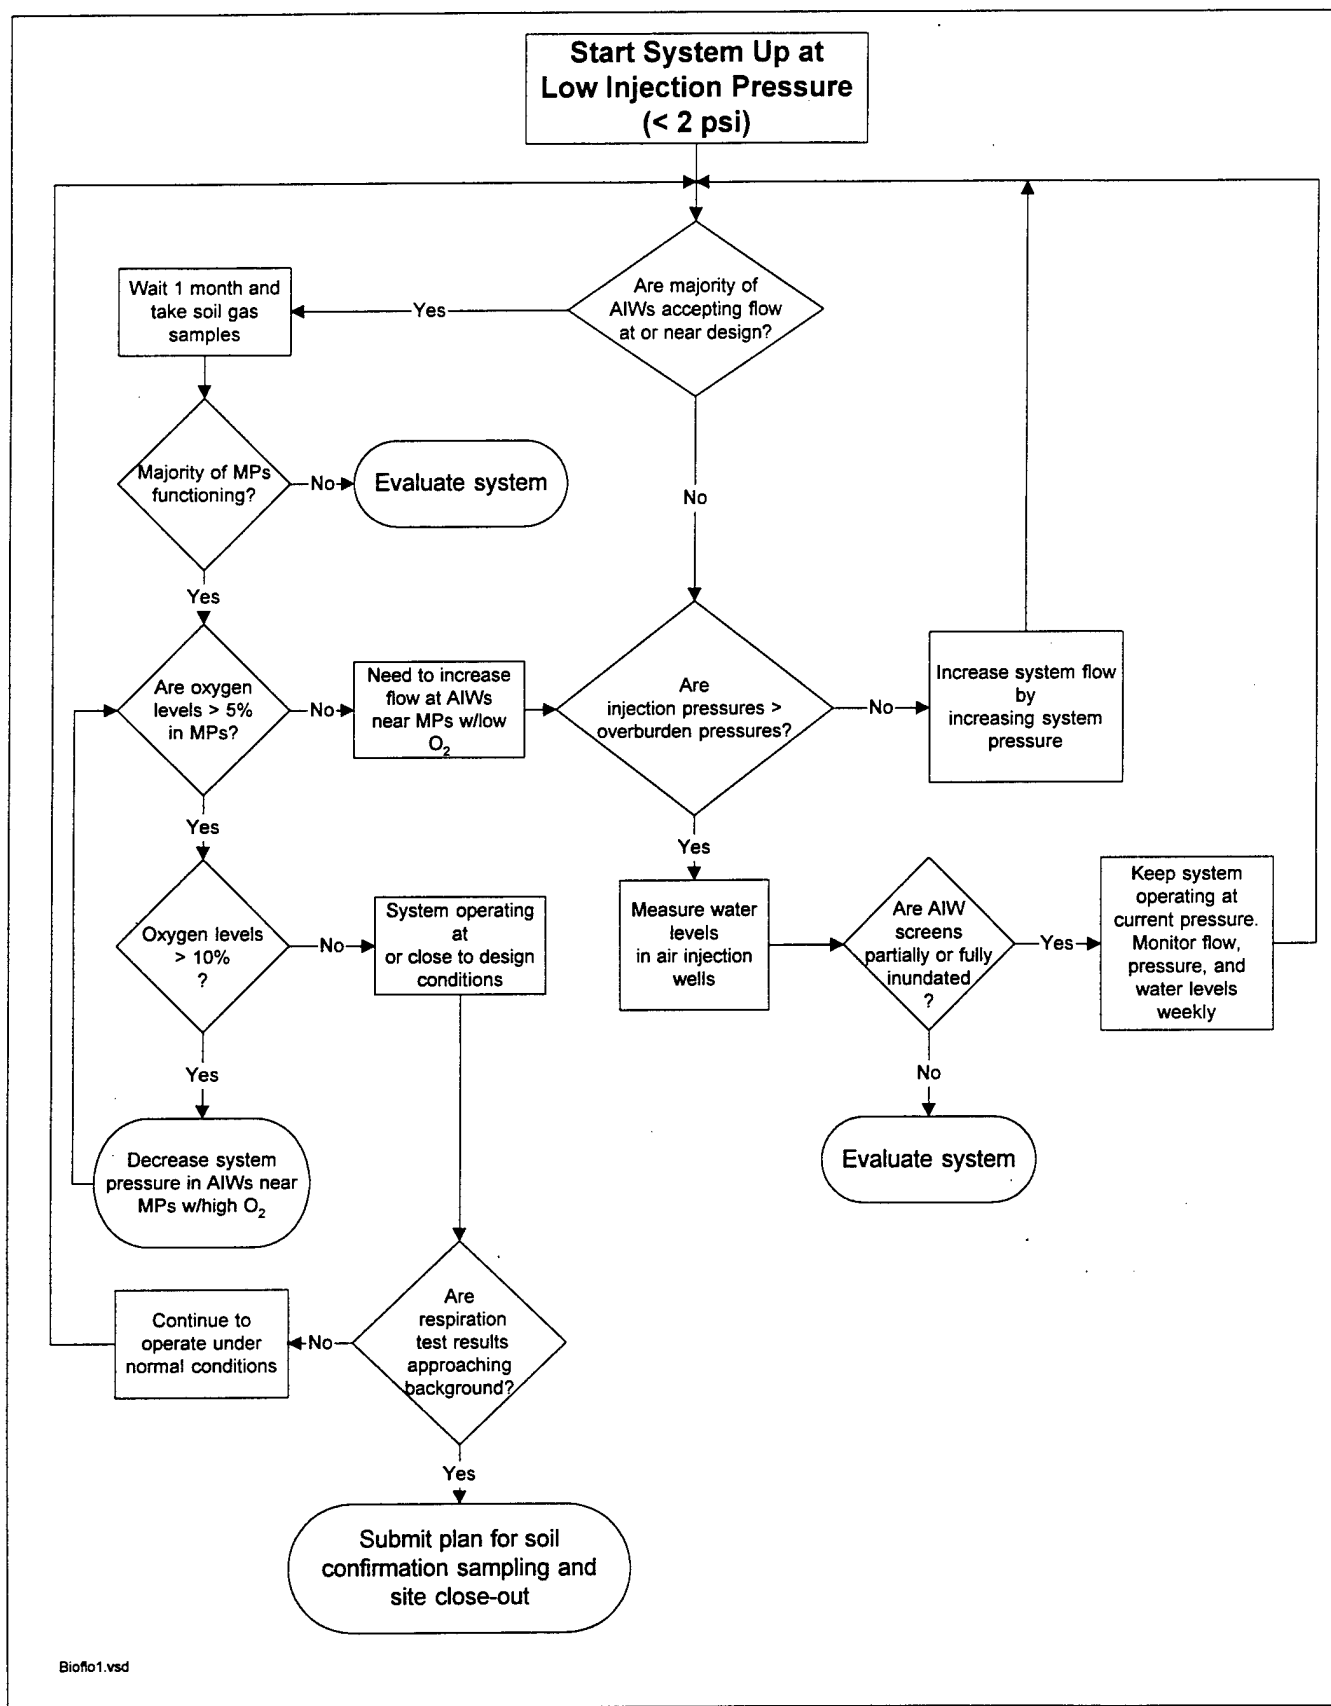 Start System Up at
Low Injection Pressure
(< 2 psi)
Are majority of
AIWs accepting flow
at or near design?
Yes
Wait 1 month and
take soil gas
samples
No
Majority of MPs
functioning?
No
Evaluate system
Yes
Are oxygen
levels > 5%
in MPs?
No
Need to increase
flow at AIWs
near MPs w/low
O2
Are
injection pressures >
overburden pressures?
No
Increase system flow
by
increasing system
pressure
Yes
Yes
Oxygen levels
> 10%
?
No
System operating
at
or close to design
conditions
Measure water
levels
in air injection
wells
Are AIW
screens
partially or fully
inundated
?
Yes
Keep system
operating at
current pressure.
Monitor flow,
pressure, and
water levels
weekly
Yes
No
Decrease system
pressure in AIWs near
MPs w/high O2
Evaluate system
Are
respiration
test results
approaching
background?
No
Continue to
operate under
normal conditions
Yes
Submit plan for soil
confirmation sampling and
site close-out
Bioflo1.vsd